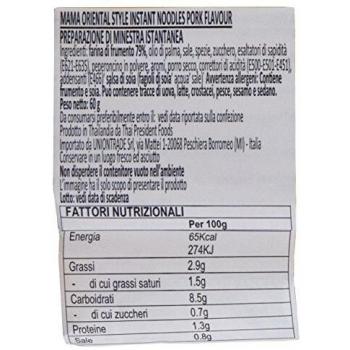 MAMA ORIENTAL STYLE INSTANT NOODLES PORK FLAVOUR
PREPARAZIONE DI MINESTRA ISTANTANEA
Ingredienti: farina di frumento 79%, olio di palma, sale, spezie, zucchero, esaltatori di sapidità
(E621-E635), peperoncino in polvere, aromi, porro secco, correttori di acidità (E500-E501-E451),
addensanti (E466) salsa di soia (fagioli di soia acqua sale/ Avvertenza allergeni: Contiene
frumento e soia. Può contenere tracce di uova, latte, crostacei, pesce, sesamo e sedano.
Peso netto: 60 g
Da consumarsi preferibilmente entro il: vedi data riportata sulla confezione
Prodotto in Thailandia da Thai President Foods
Importato da UNIONTRADE Srl, via Mattei 1-20068 Peschiera Borromeo (MI) - Italia
Conservare in un luogo fresco ed asciutto
Non disperdere il contenitore vuoto nell'ambiente
L'immagine ha il solo scopo di presentare il prodotto
Lotto: vedi data di scadenza
FATTORI NUTRIZIONALI
Per 100g
Energia 65Kcal
274KJ
Grassi 2.9g
- di cui grassi saturi 1.5g
Carboidrati 8.5g
- di cui zuccheri 0.7g
Proteine 1.3g
Sale 0.8g